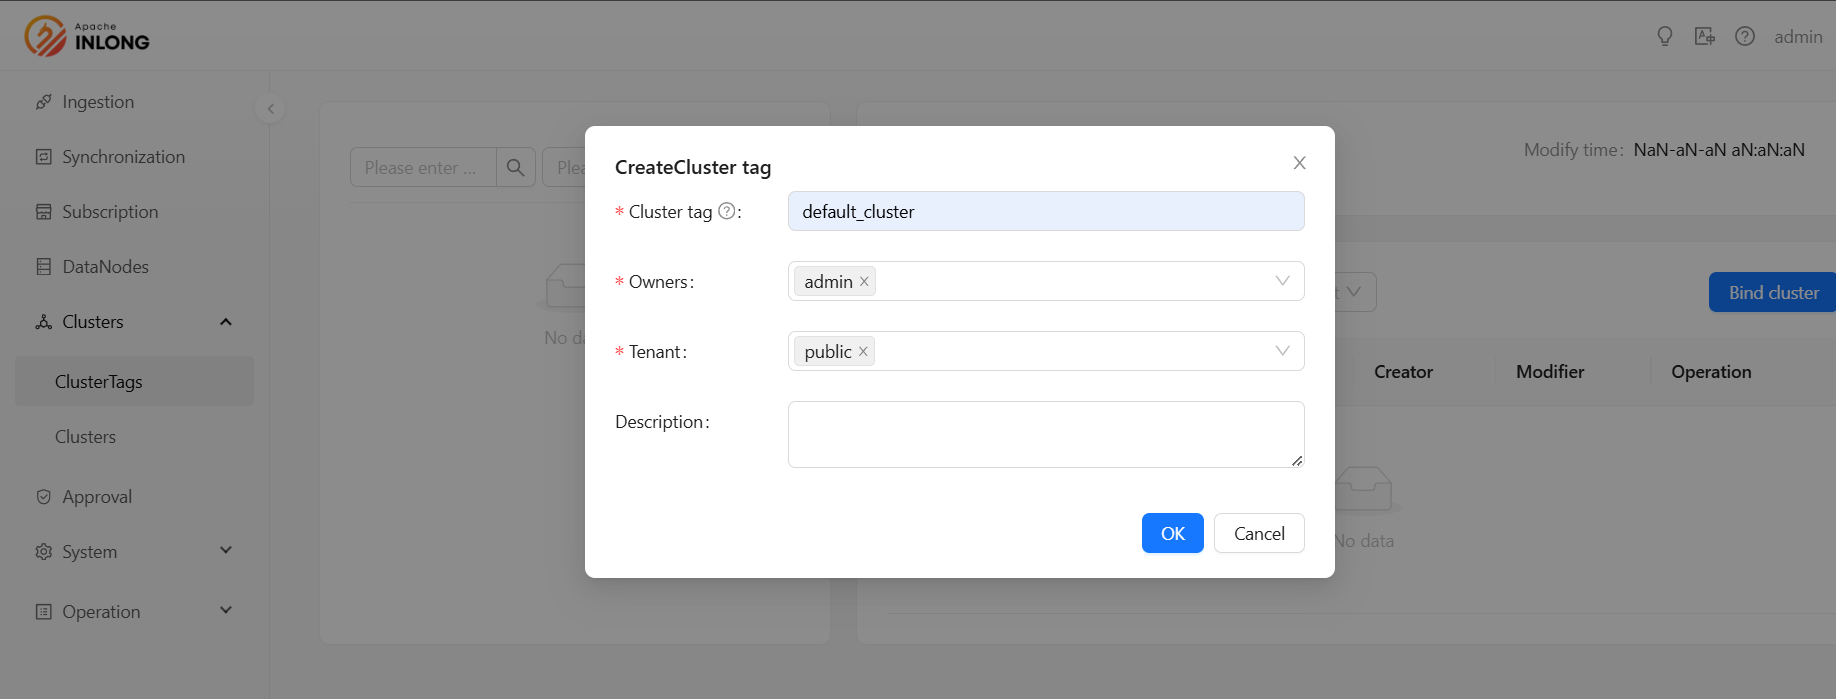 Apache
INLONG
admin
Ingestion
Synchronization
Subscription
DataNodes
Clusters
ClusterTags
Clusters
Approval
System
Operation
Please enter ...
Plea
No da
Modify time: NaN-aN-aN aN:aN:aN
Bind cluster
Creator
Modifier
Operation
No data
CreateCluster tag
* Cluster tag ?:
default_cluster
* Owners:
admin
* Tenant:
public
Description:
OK
Cancel